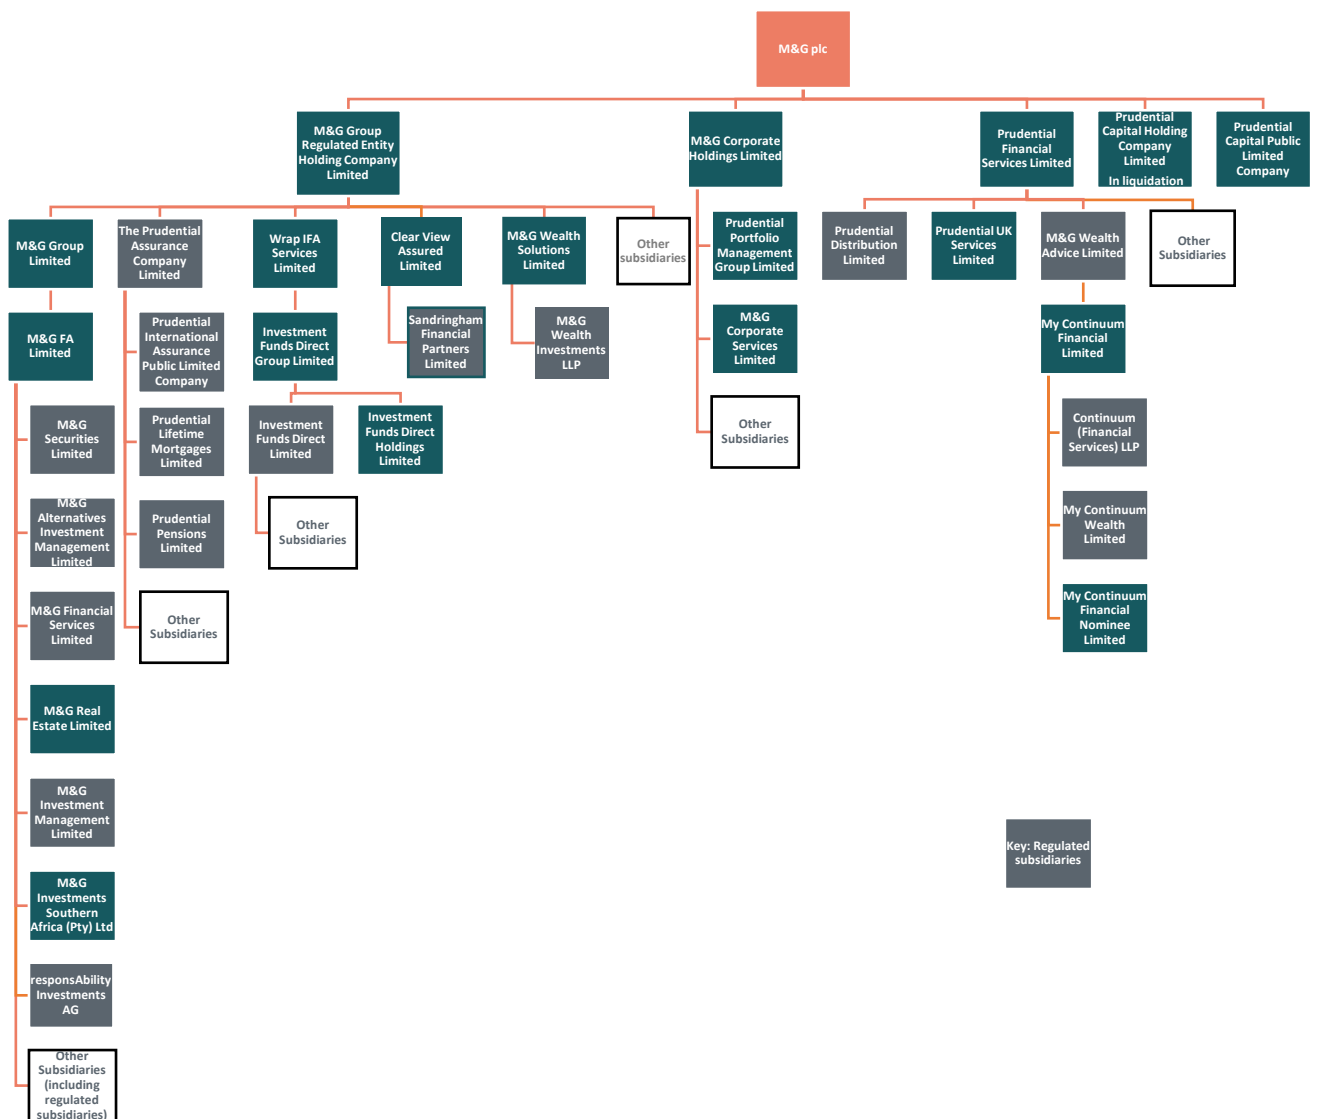 M&G plc
M&G Group
Regulated Entity
Holding Company
Limited
M&G Corporate
Holdings Limited
Prudential
Financial
Services Limited
Prudential
Capital Holding
Company
Limited
In liquidation
Prudential
Capital Public
Limited
Company
M&G Group
Limited
The Prudential
Assurance
Company
Limited
Wrap IFA
Services
Limited
Clear View
Assured
Limited
M&G Wealth
Solutions
Limited
Other
subsidiaries
Prudential
Portfolio
Management
Group Limited
Prudential
Distribution
Limited
Prudential UK
Services
Limited
M&G Wealth
Advice Limited
Other
Subsidiaries
M&G FA
Limited
Prudential
International
Assurance
Public Limited
Company
Investment
Funds Direct
Group Limited
Sandringham
Financial
Partners
Limited
M&G
Wealth
Investments
LLP
M&G
Corporate
Services
Limited
My Continuum
Financial
Limited
M&G
Securities
Limited
Prudential
Lifetime
Mortgages
Limited
Investment
Funds Direct
Limited
Investment
Funds Direct
Holdings
Limited
Other
Subsidiaries
Continuum
(Financial
Services) LLP
M&G
Alternatives
Investment
Management
Limited
Prudential
Pensions
Limited
Other
Subsidiaries
My Continuum
Wealth
Limited
M&G Financial
Services
Limited
Other
Subsidiaries
My Continuum
Financial
Nominee
Limited
M&G Real
Estate Limited
M&G
Investment
Management
Limited
Key: Regulated
subsidiaries
M&G
Investments
Southern
Africa (Pty) Ltd
responsAbility
Investments
AG
Other
Subsidiaries
(including
regulated
subsidiaries)